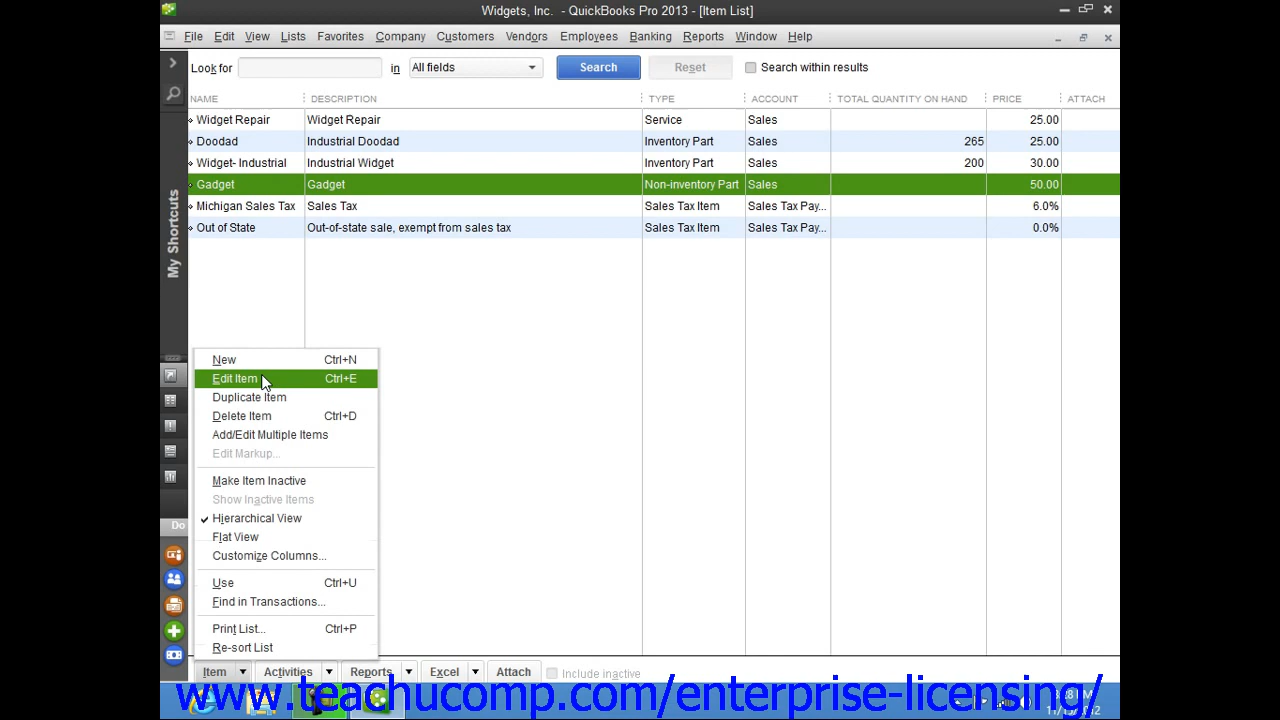 Widgets, Inc. - QuickBooks Pro 2013 - [Item List]
File Edit View Lists Favorites Company Customers Vendors Employees Banking Reports Window Help
Look for in All fields Search Reset Search within results
NAME DESCRIPTION TYPE ACCOUNT TOTAL QUANTITY ON HAND PRICE ATTACH
Widget Repair Widget Repair Service Sales 25.00
Doodad Industrial Doodad Inventory Part Sales 265 25.00
Widget- Industrial Industrial Widget Inventory Part Sales 200 30.00
Gadget Gadget Non-inventory Part Sales 50.00
Michigan Sales Tax Sales Tax Sales Tax Item Sales Tax Pay... 6.0%
Out of State Out-of-state sale, exempt from sales tax Sales Tax Item Sales Tax Pay... 0.0%
My Shortcuts
New Ctrl+N
Edit Item Ctrl+E
Duplicate Item
Delete Item Ctrl+D
Add/Edit Multiple Items
Edit Markup...
Make Item Inactive
Show Inactive Items
Hierarchical View
Do
Flat View
Customize Columns...
Use Ctrl+U
Find in Transactions...
Print List... Ctrl+P
Re-sort List
Item Activities Reports Excel Attach Include inactive
www.teachucomp.com/enterprise-licensing/